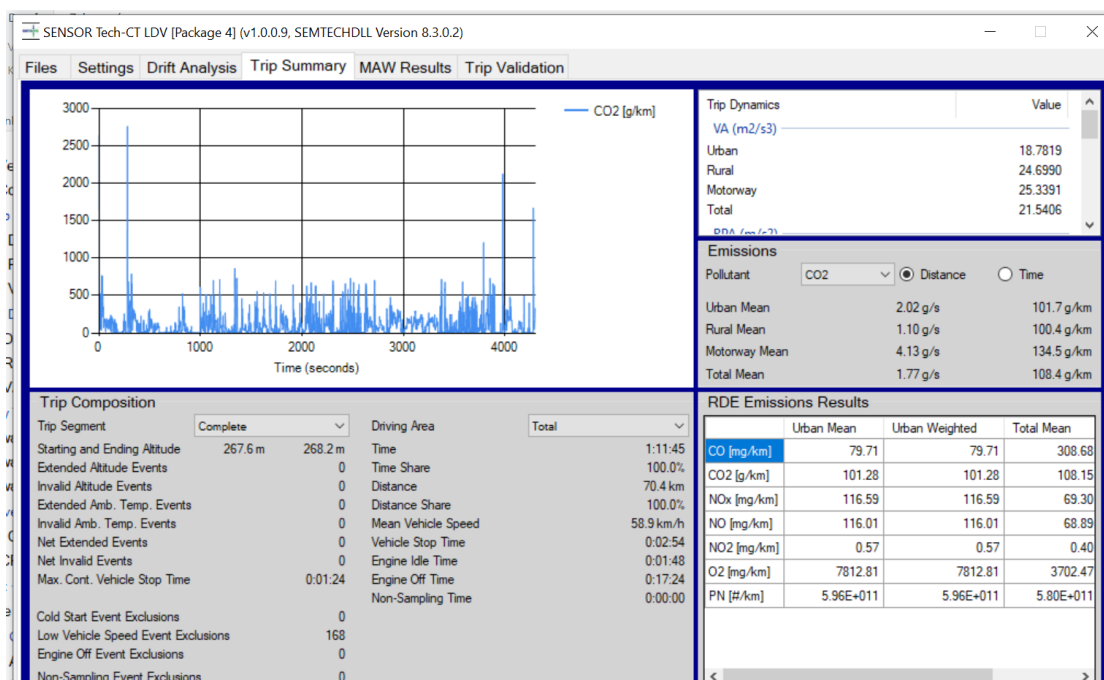 SENSOR Tech-CT LDV [Package 4] (v1.0.0.9, SEMTECHDLL Version 8.3.0.2)
Files Settings Drift Analysis Trip Summary MAW Results Trip Validation
3000
2500
2000
1500
1000
500
0
0 1000 2000 3000 4000
Time (seconds)
CO2 [g/km]
Trip Dynamics Value
VA (m2/s3)
Urban 18.7819
Rural 24.6990
Motorway 25.3391
Total 21.5406
RPA (m/s2)
Emissions
Pollutant CO2 Distance Time
Urban Mean 2.02 g/s 101.7 g/km
Rural Mean 1.10 g/s 100.4 g/km
Motorway Mean 4.13 g/s 134.5 g/km
Total Mean 1.77 g/s 108.4 g/km
Trip Composition
Trip Segment Complete Driving Area Total
Starting and Ending Altitude 267.6 m 268.2 m Time 1:11:45
Extended Altitude Events 0 Time Share 100.0%
Invalid Altitude Events 0 Distance 70.4 km
Extended Amb. Temp. Events 0 Distance Share 100.0%
Invalid Amb. Temp. Events 0 Mean Vehicle Speed 58.9 km/h
Net Extended Events 0 Vehicle Stop Time 0:02:54
Net Invalid Events 0 Engine Idle Time 0:01:48
Max. Cont. Vehicle Stop Time 0:01:24 Engine Off Time 0:17:24
Non-Sampling Time 0:00:00
Cold Start Event Exclusions 0
Low Vehicle Speed Event Exclusions 168
Engine Off Event Exclusions 0
Non-Sampling Event Exclusions 0
RDE Emissions Results
Urban Mean Urban Weighted Total Mean
CO [mg/km] 79.71 79.71 308.68
CO2 [g/km] 101.28 101.28 108.15
NOx [mg/km] 116.59 116.59 69.30
NO [mg/km] 116.01 116.01 68.89
NO2 [mg/km] 0.57 0.57 0.40
O2 [mg/km] 7812.81 7812.81 3702.47
PN [#/km] 5.96E+011 5.96E+011 5.80E+011